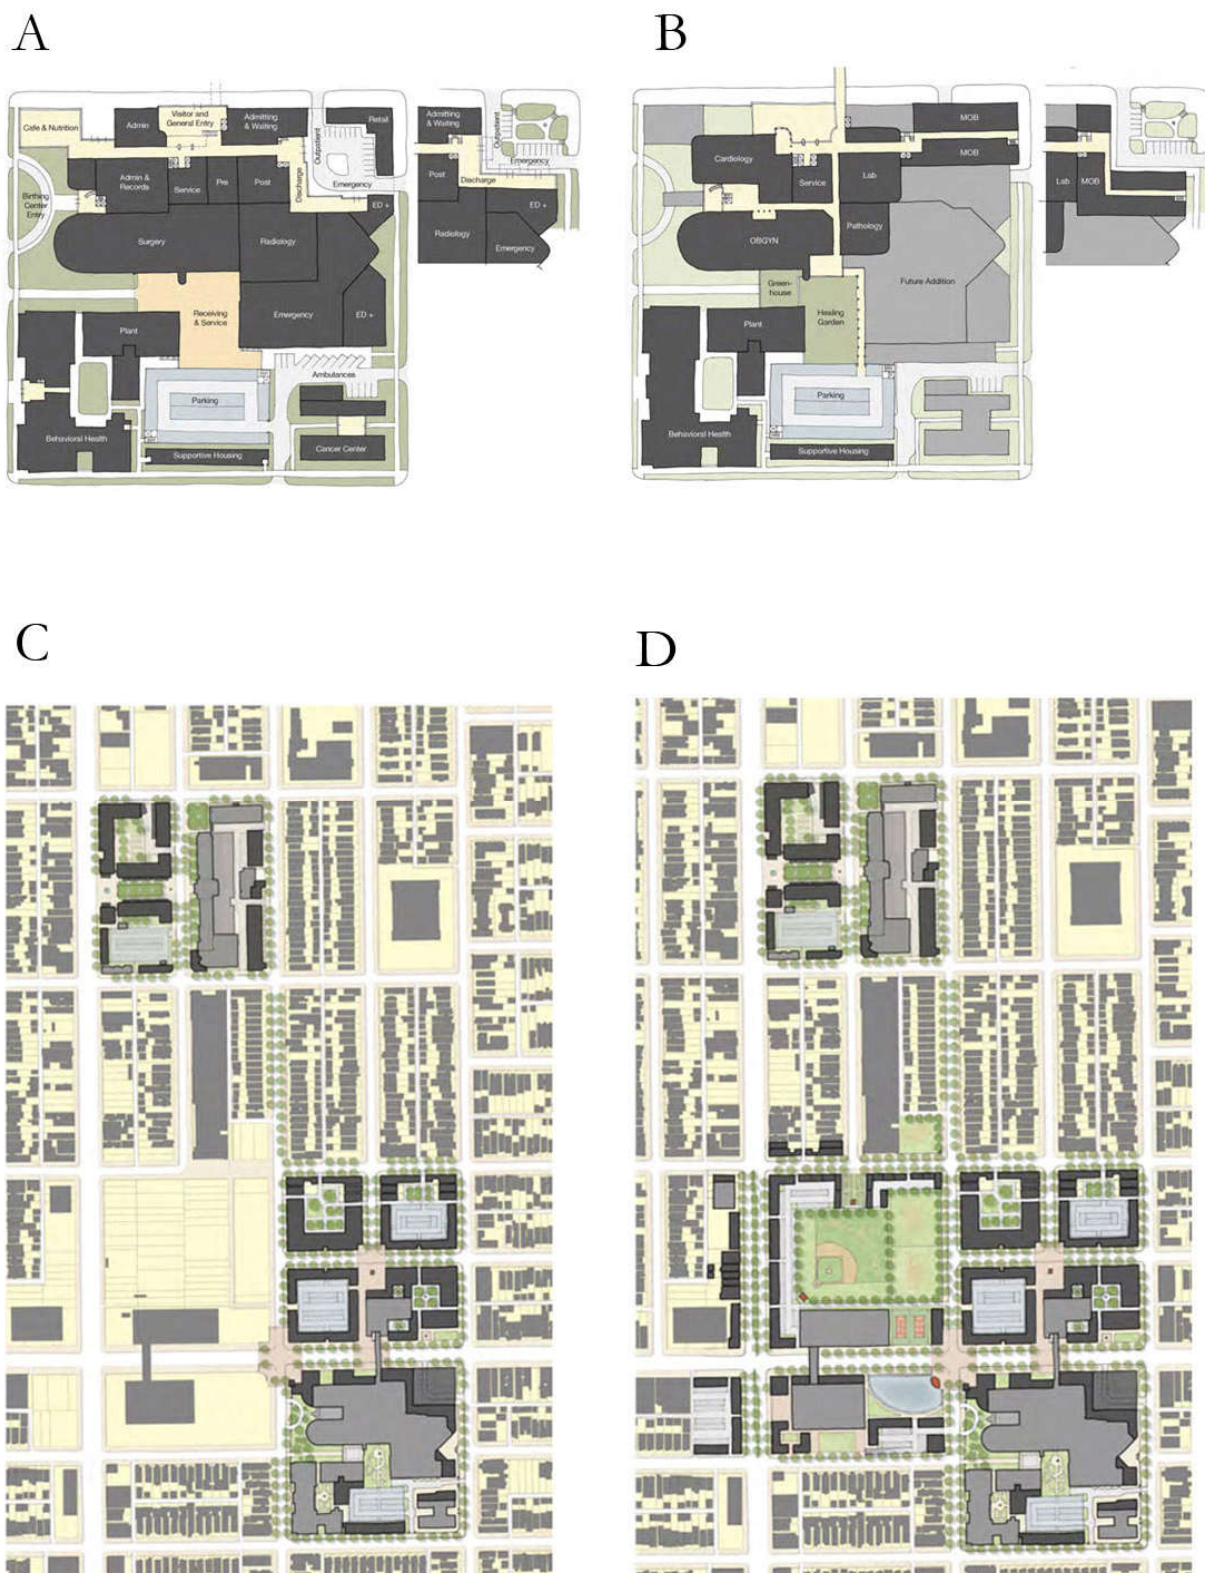 A
B
Cafe & Nutrition
Admin
Visitor and
General Entry
Admitting
& Waiting
Outpatient
Retail
Emergency
Discharge
Birthing
Center
Entry
Admin &
Records
Service
Pre
Post
ED +
Surgery
Radiology
Receiving
& Service
Emergency
ED +
Plant
Ambulances
Parking
Behavioral Health
Supportive Housing
Cancer Center
Admitting
& Waiting
Outpatient
Emergency
Post
Discharge
ED +
Radiology
Emergency
MOB
Cardiology
MOB
Service
Lab
Pathology
OBGYN
Green-
house
Healing
Garden
Future Addition
Plant
Parking
Behavioral Health
Supportive Housing
Lab
MOB
C
D